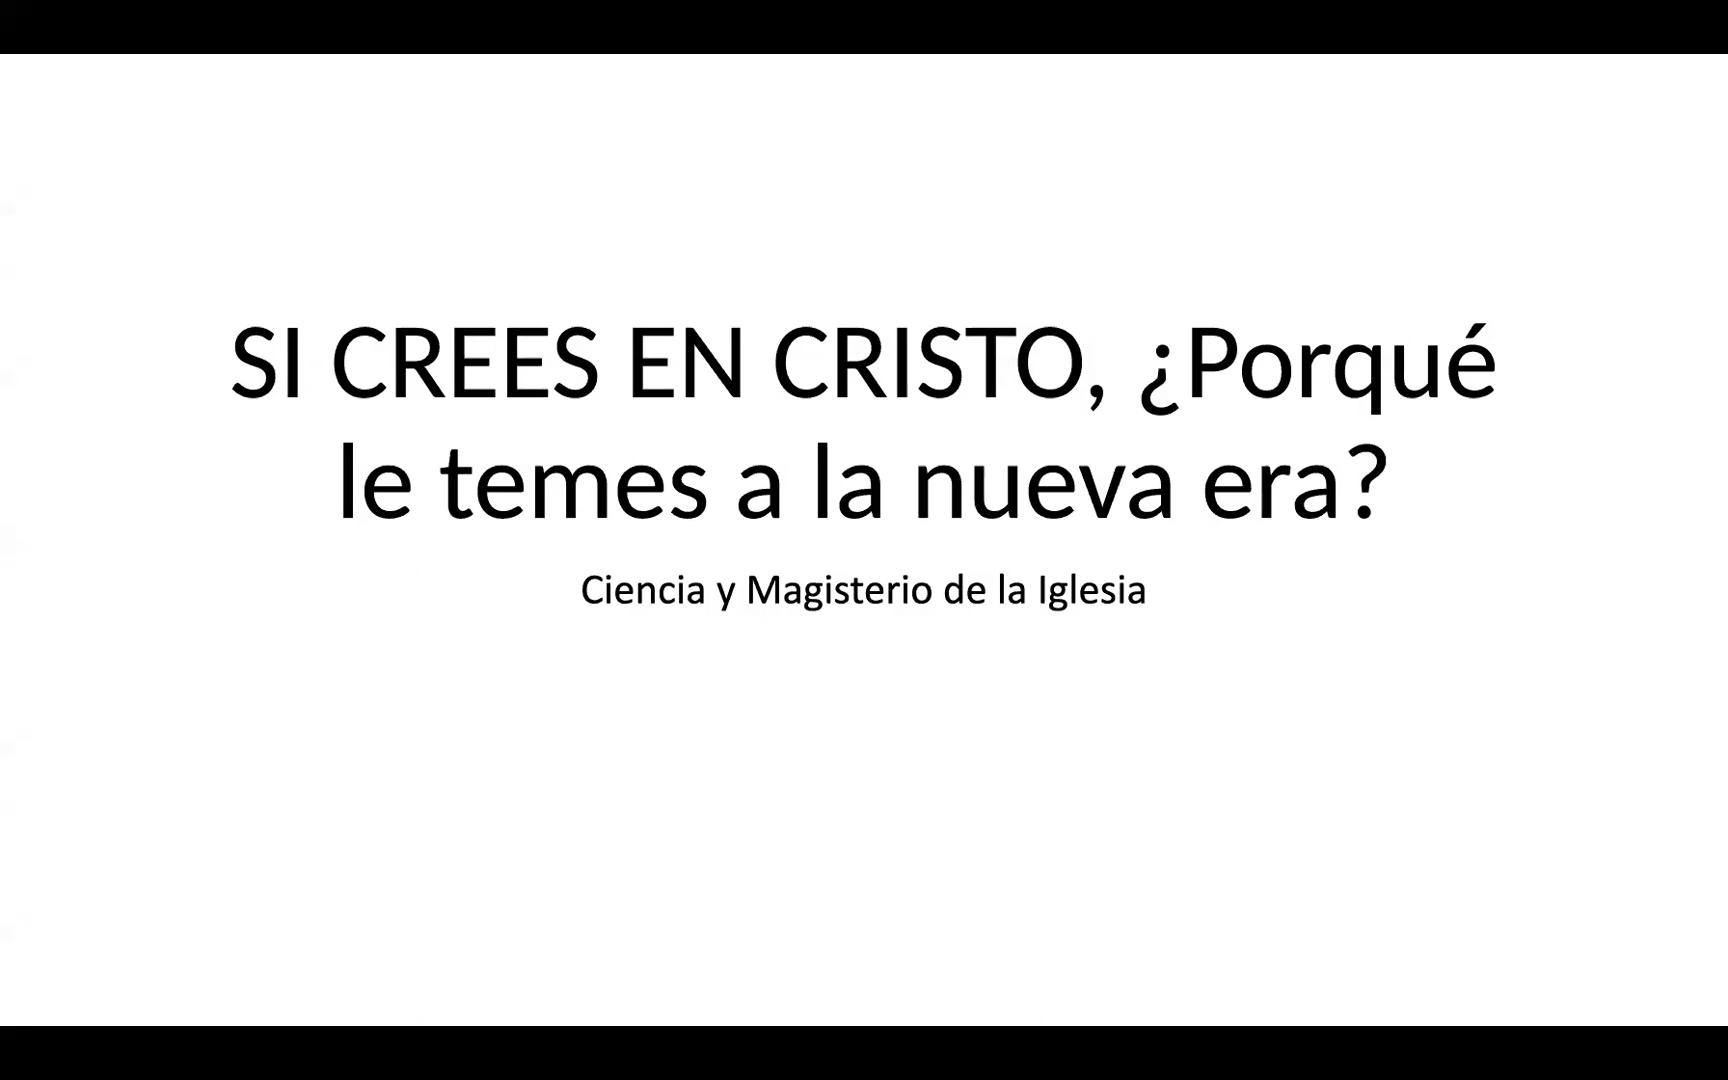 SI CREES EN CRISTO, ¿Porqué
le temes a la nueva era?
Ciencia y Magisterio de la Iglesia